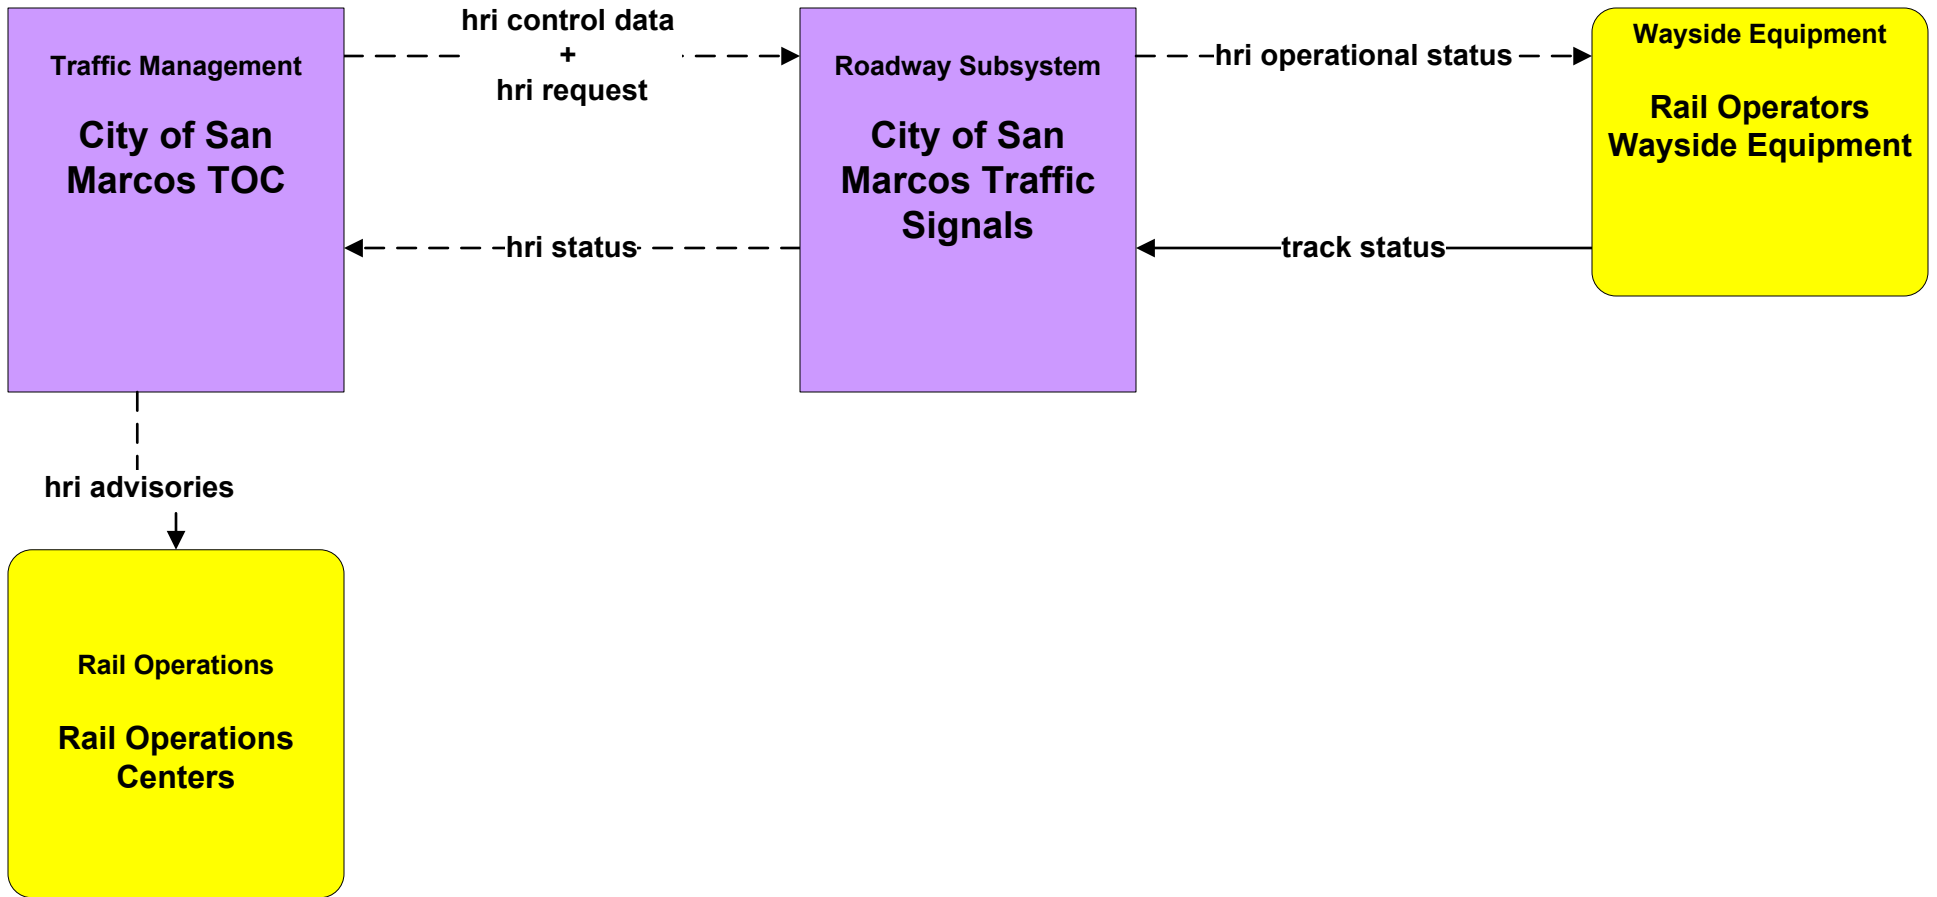 Traffic Management
City of San
Marcos TOC
hri control data
+
hri request
Roadway Subsystem
City of San
Marcos Traffic
Signals
hri operational status
Wayside Equipment
Rail Operators
Wayside Equipment
hri status
track status
hri advisories
Rail Operations
Rail Operations
Centers